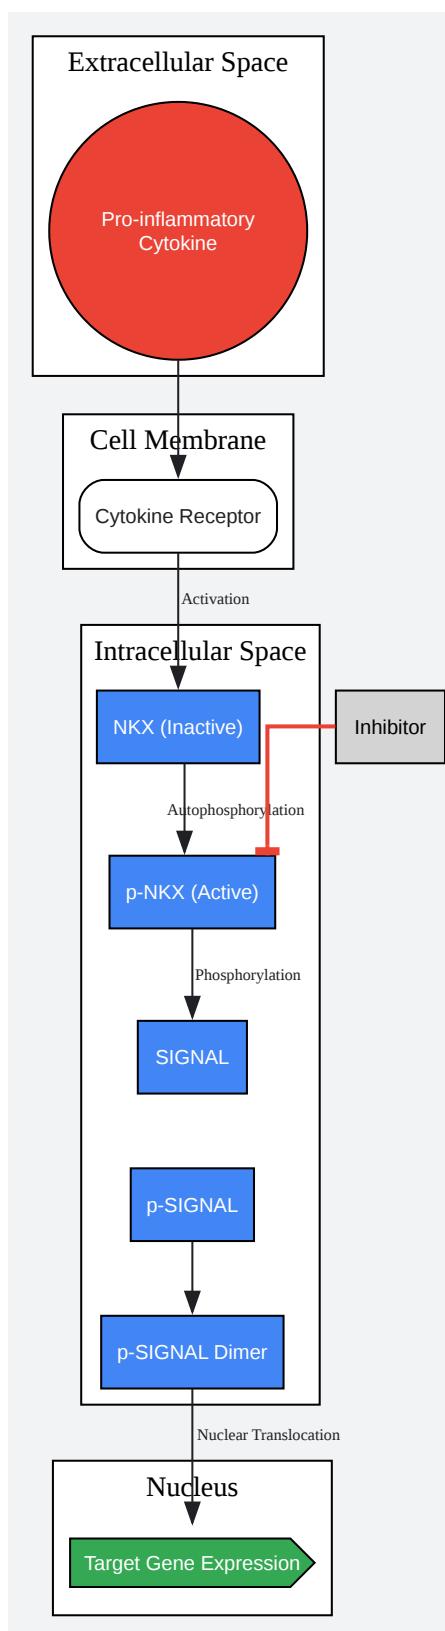 Extracellular Space
Pro-inflammatory
Cytokine
Cell Membrane
Cytokine Receptor
Activation
Intracellular Space
NKX (Inactive)
Inhibitor
Autophosphorylation
p-NKX (Active)
Phosphorylation
SIGNAL
p-SIGNAL
p-SIGNAL Dimer
Nuclear Translocation
Nucleus
Target Gene Expression